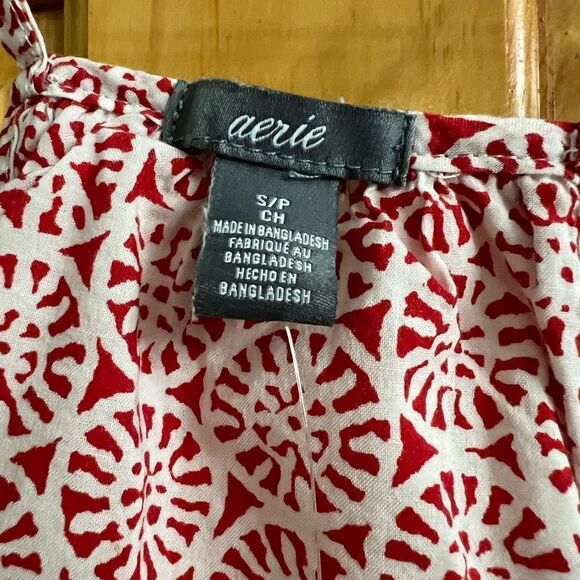 aerie
S/P
CH
MADE IN BANGLADESH
FABRIQUÉ AU
BANGLADESH
HECHO EN
BANGLADESH